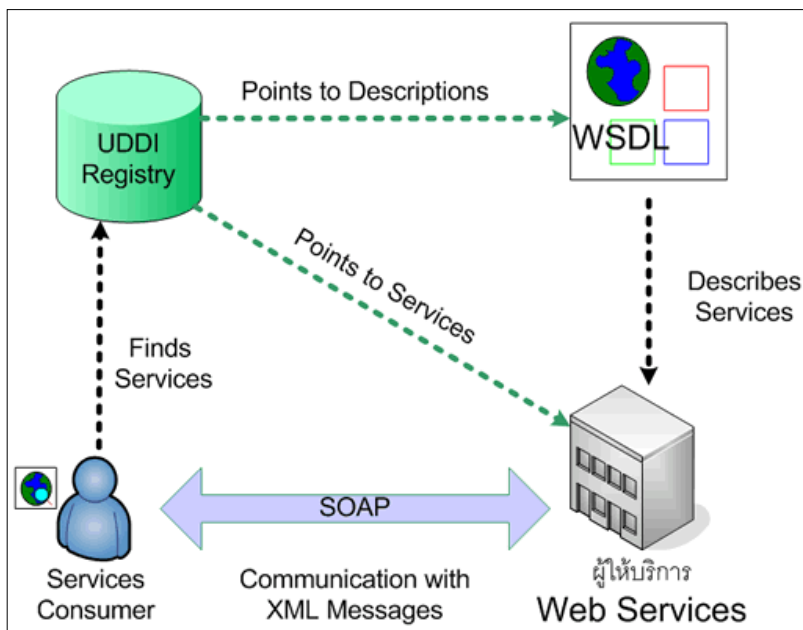 UDDI
Registry
Points to Descriptions
WSDL
Points to Services
Describes
Services
Finds
Services
SOAP
Services
Consumer
Communication with
XML Messages
ผู้ให้บริการ
Web Services